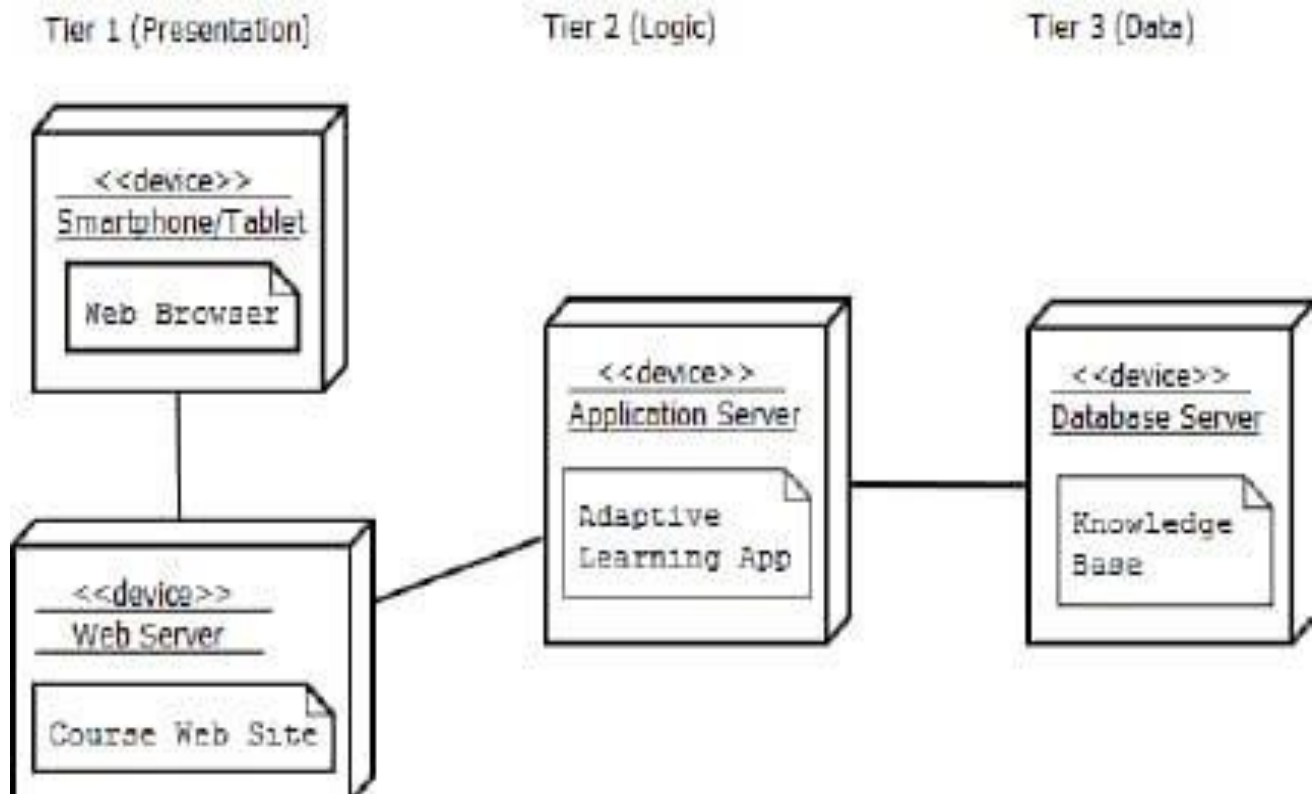 Tier 1 (Presentation)
Tier 2 (Logic)
Tier 3 (Data)
<<device>>
Smartphone/Tablet
Web Browser
<<device>>
Web Server
Course Web Site
<<device>>
Application Server
Adaptive
Learning App
<<device>>
Database Server
Knowledge
Base